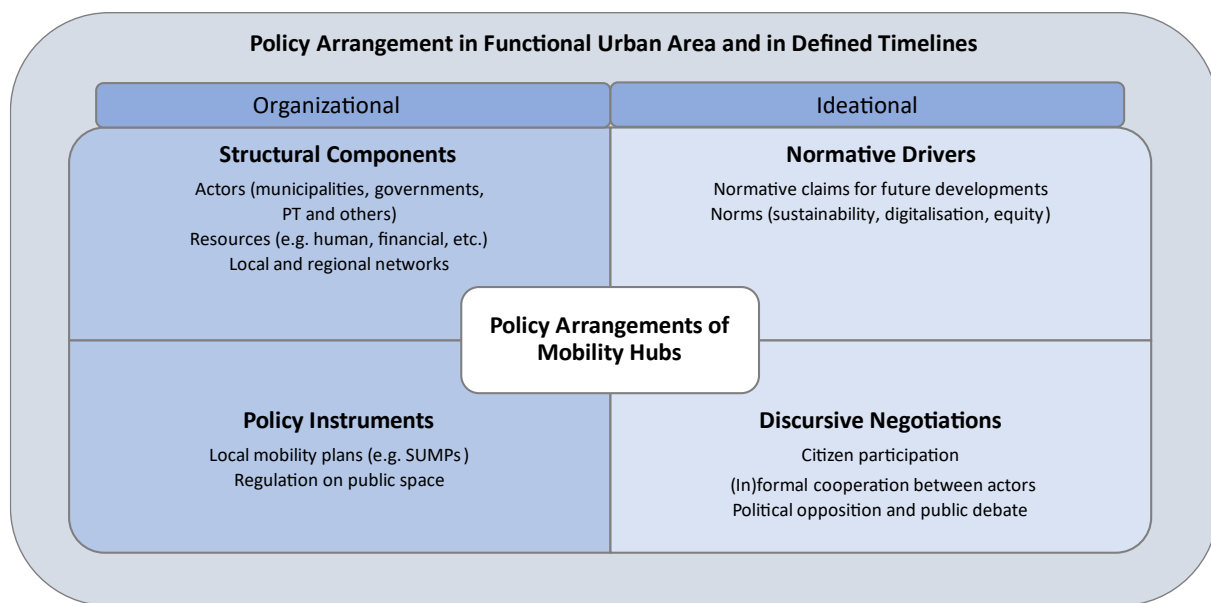 Policy Arrangement in Functional Urban Area and in Defined Timelines
Organizational
Ideational
Structural Components
Actors (municipalities, governments,
PT and others)
Resources (e.g. human, financial, etc.)
Local and regional networks
Normative Drivers
Normative claims for future developments
Norms (sustainability, digitalisation, equity)
Policy Arrangements of
Mobility Hubs
Policy Instruments
Local mobility plans (e.g. SUMPs)
Regulation on public space
Discursive Negotiations
Citizen participation
(In)formal cooperation between actors
Political opposition and public debate